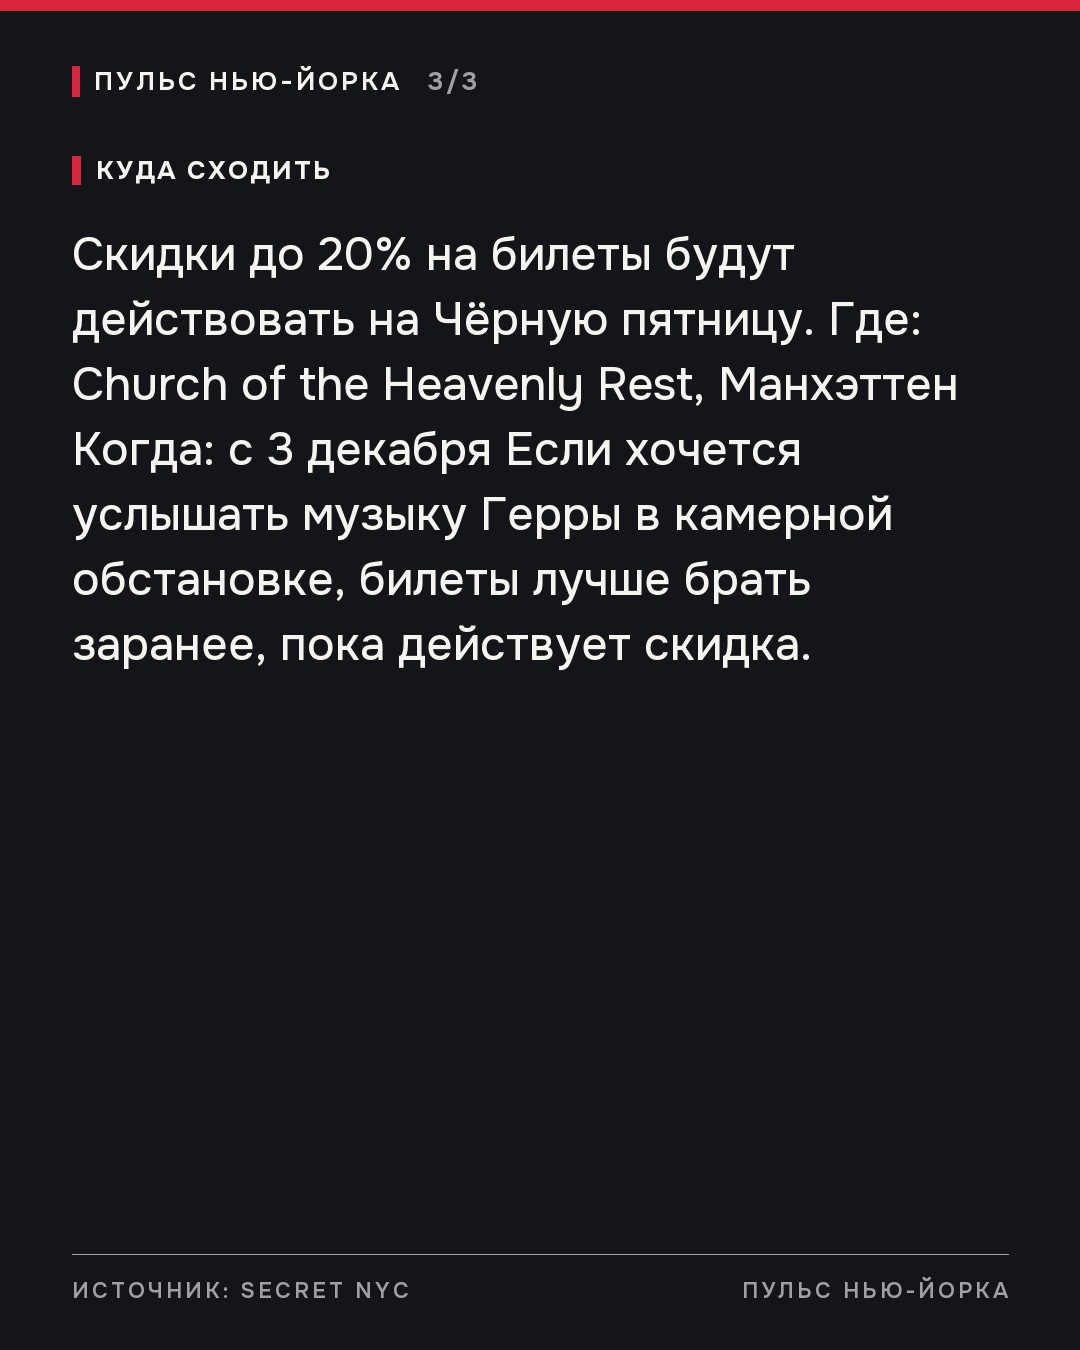 ПУЛЬС НЬЮ-ЙОРКА 3/3
КУДА СХОДИТЬ
Скидки до 20% на билеты будут
действовать на Чёрную пятницу. Где:
Church of the Heavenly Rest, Манхэттен
Когда: с 3 декабря Если хочется
услышать музыку Герры в камерной
обстановке, билеты лучше брать
заранее, пока действует скидка.
ИСТОЧНИК: SECRET NYC
ПУЛЬС НЬЮ-ЙОРКА